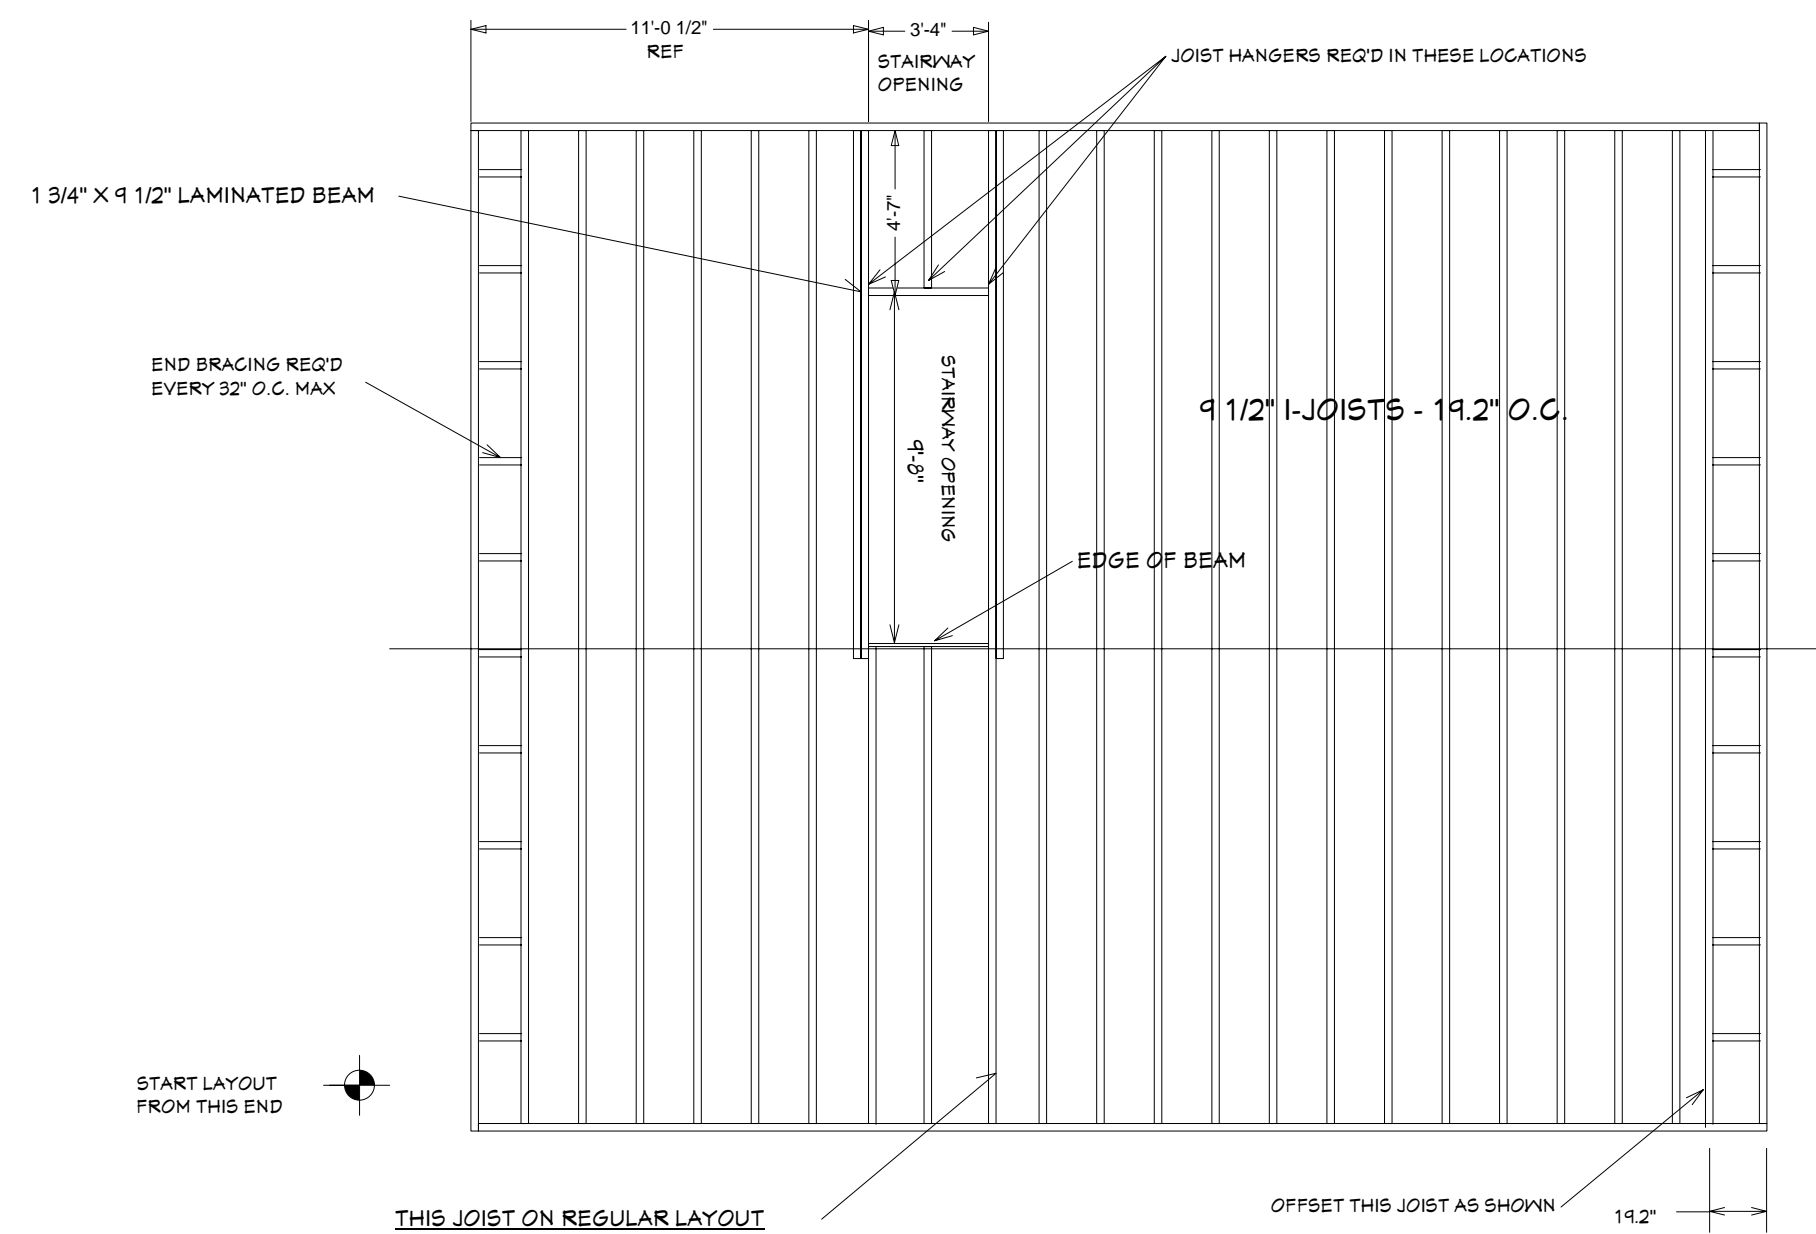 11'-0 1/2"
REF
3'-4"
STAIRWAY
OPENING
JOIST HANGERS REQ'D IN THESE LOCATIONS
1 3/4" X 9 1/2" LAMINATED BEAM
4'-7"
END BRACING REQ'D
EVERY 32" O.C. MAX
STAIRWAY OPENING
9'-8"
9 1/2" I-JOISTS - 19.2" O.C.
EDGE OF BEAM
START LAYOUT
FROM THIS END
THIS JOIST ON REGULAR LAYOUT
OFFSET THIS JOIST AS SHOWN
19.2"